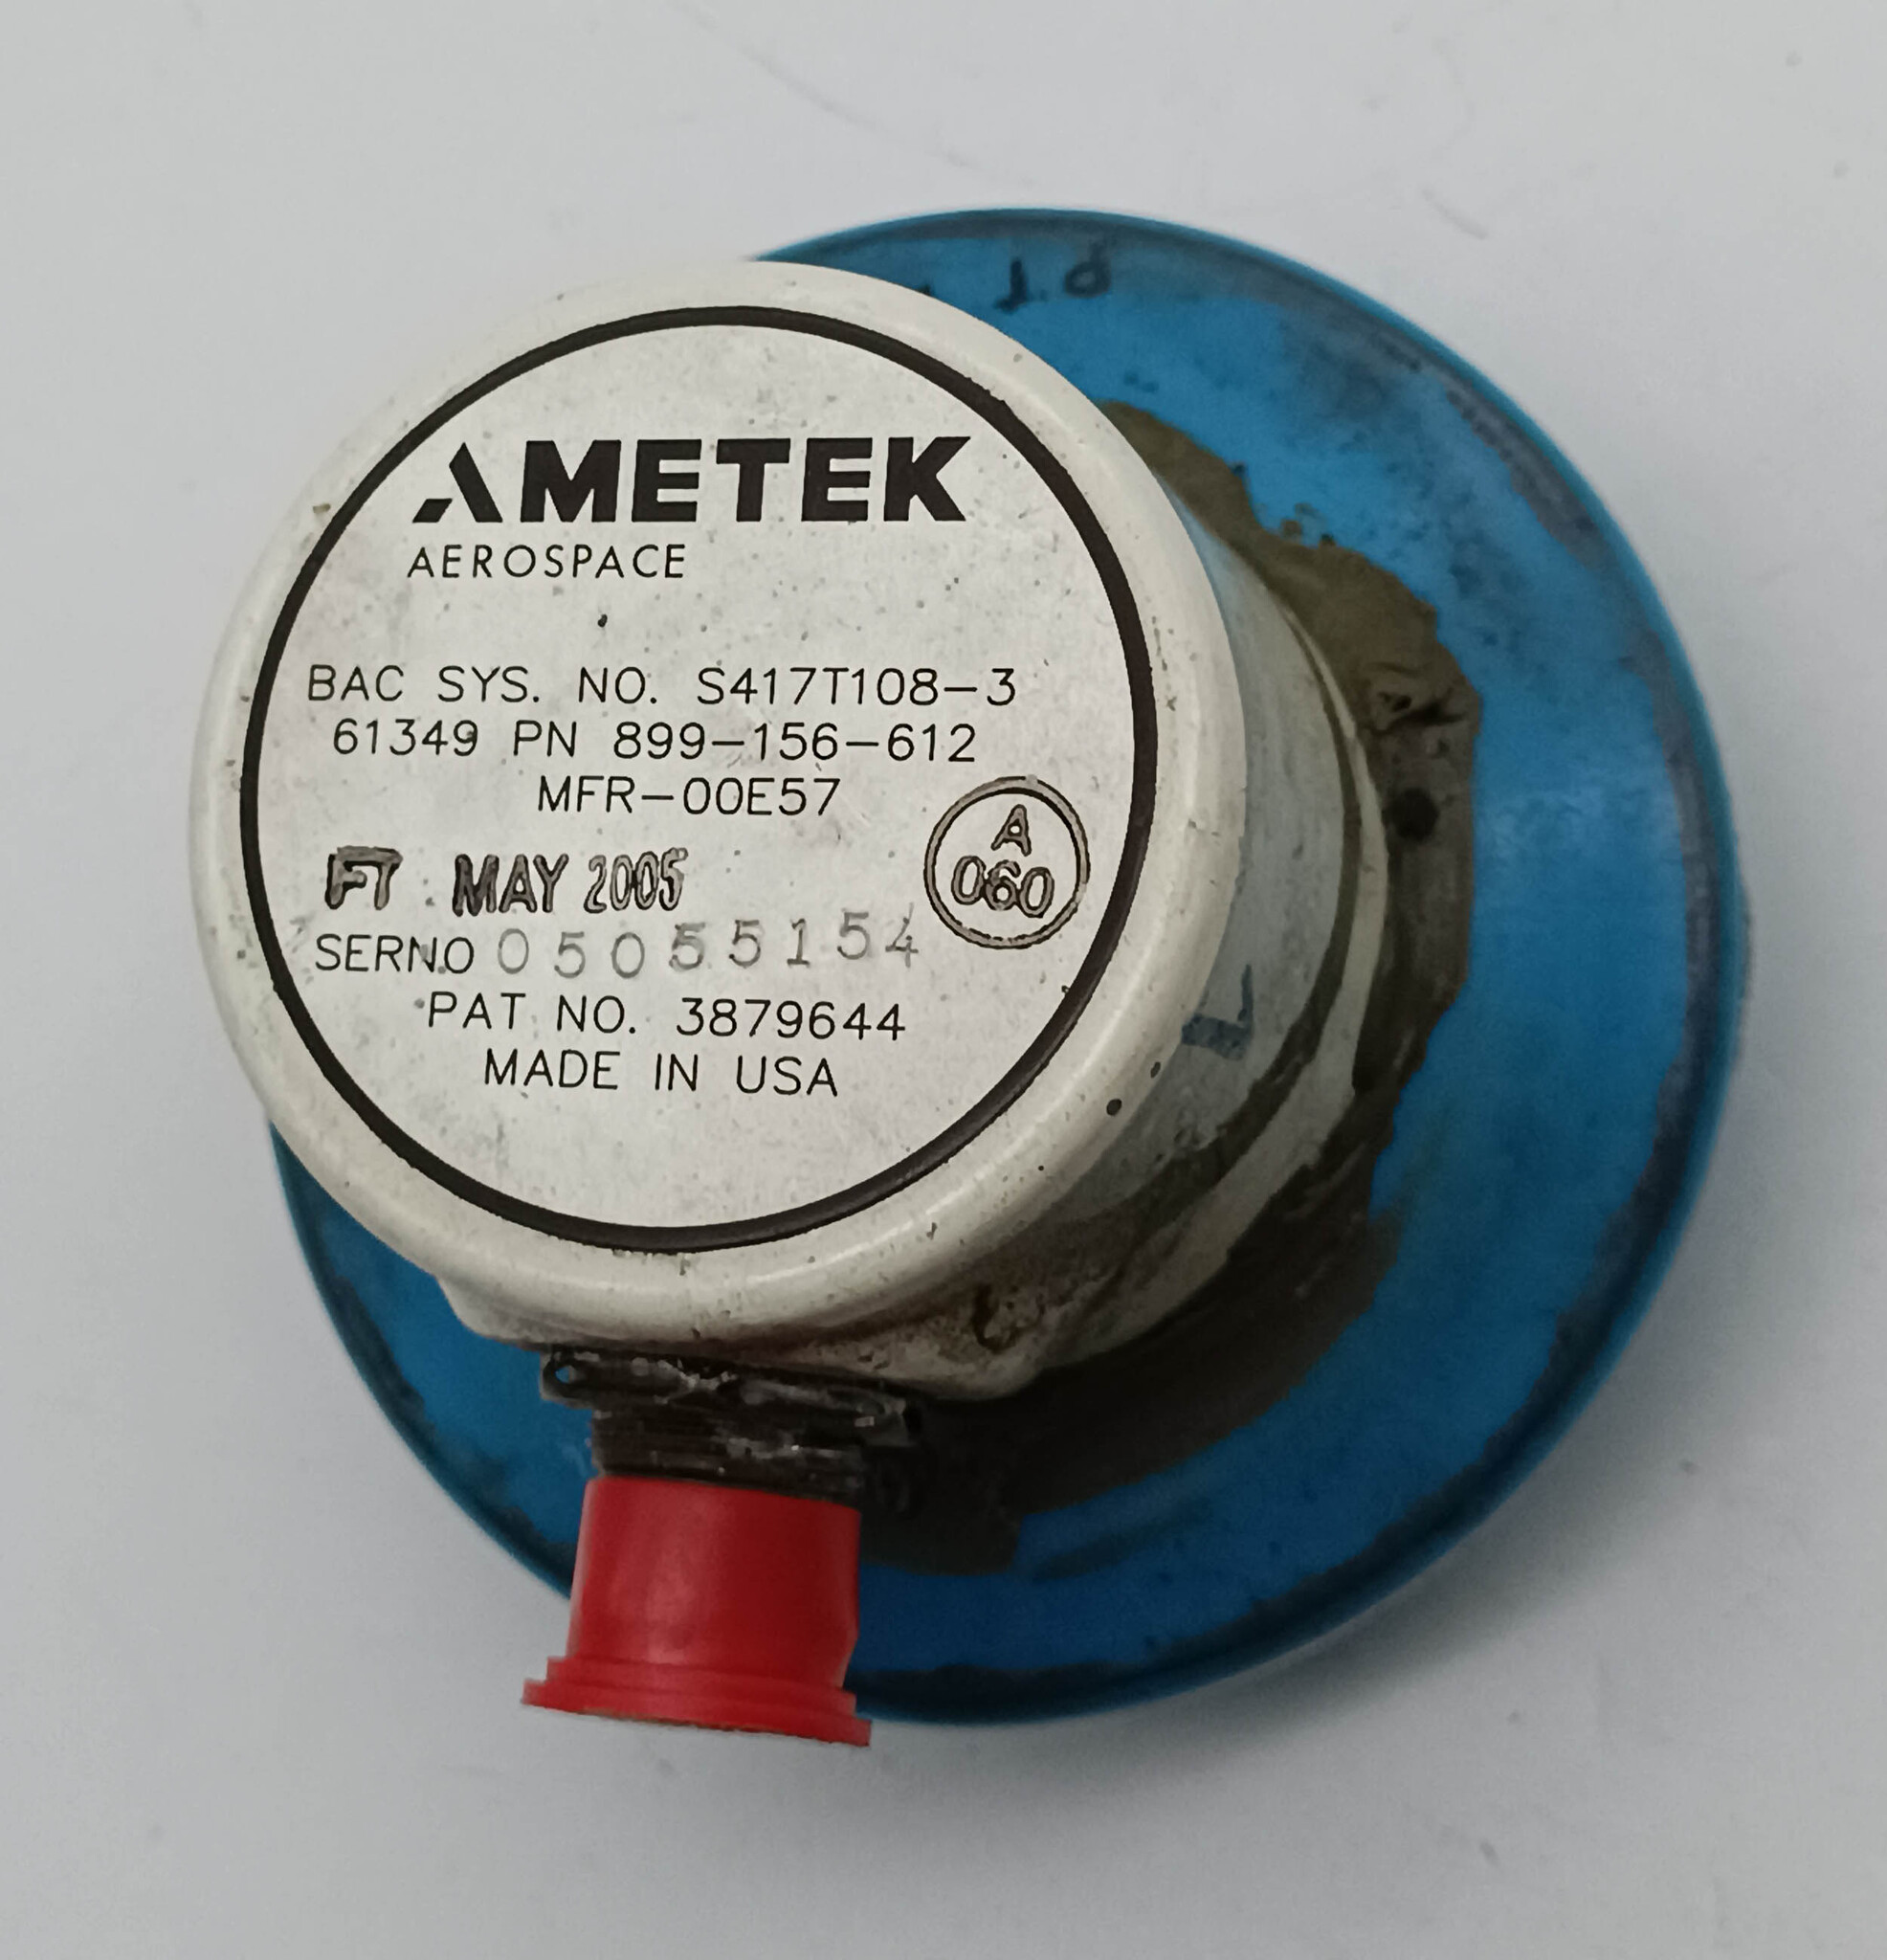 AMETEK
AEROSPACE
BAC SYS. NO. S417T108-3
61349 PN 899-156-612
MFR-00E57
A
060
FT MAY 2005
SERNO 05055154
PAT NO. 3879644
MADE IN USA
L